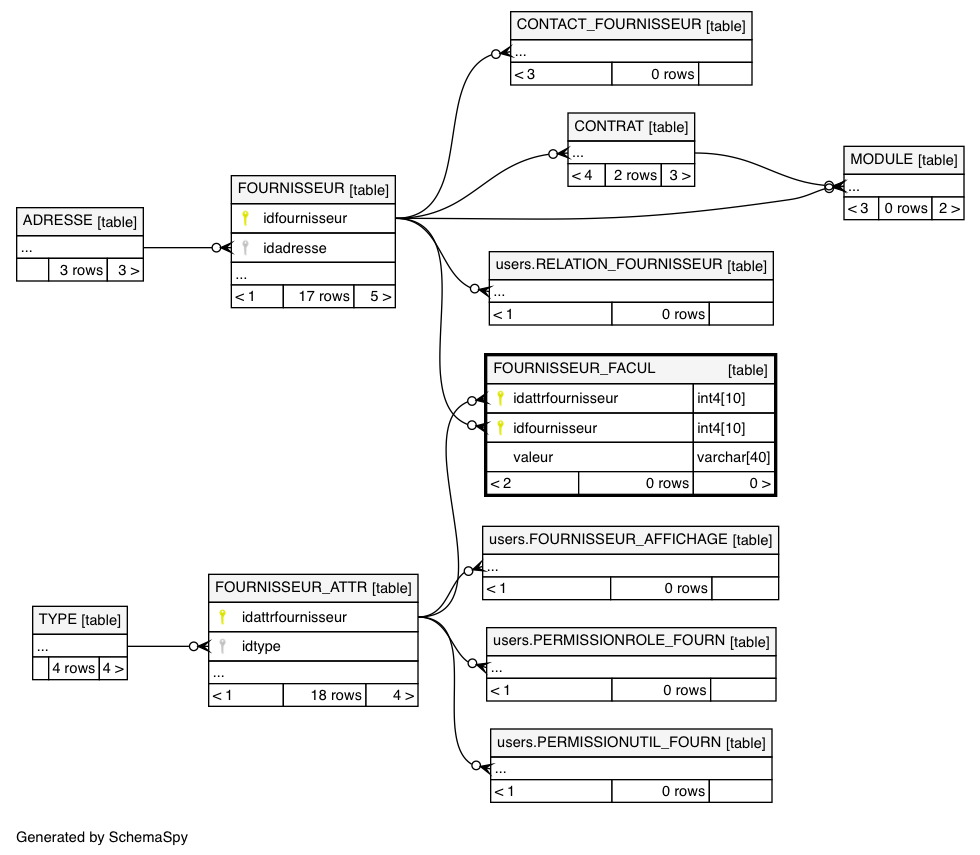 CONTACT_FOURNISSEUR [table]
...
< 3 0 rows
CONTRAT [table]
...
< 4 2 rows 3 >
MODULE [table]
...
< 3 0 rows 2 >
FOURNISSEUR [table]
idfournisseur
idadresse
...
< 1 17 rows 5 >
ADRESSE [table]
...
3 rows 3 >
users.RELATION_FOURNISSEUR [table]
...
< 1 0 rows
FOURNISSEUR_FACUL [table]
idattrfournisseur int4[10]
idfournisseur int4[10]
valeur varchar[40]
< 2 0 rows 0 >
users.FOURNISSEUR_AFFICHAGE [table]
...
< 1 0 rows
FOURNISSEUR_ATTR [table]
idattrfournisseur
idtype
...
< 1 18 rows 4 >
TYPE [table]
...
4 rows 4 >
users.PERMISSIONROLE_FOURN [table]
...
< 1 0 rows
users.PERMISSIONUTIL_FOURN [table]
...
< 1 0 rows
Generated by SchemaSpy